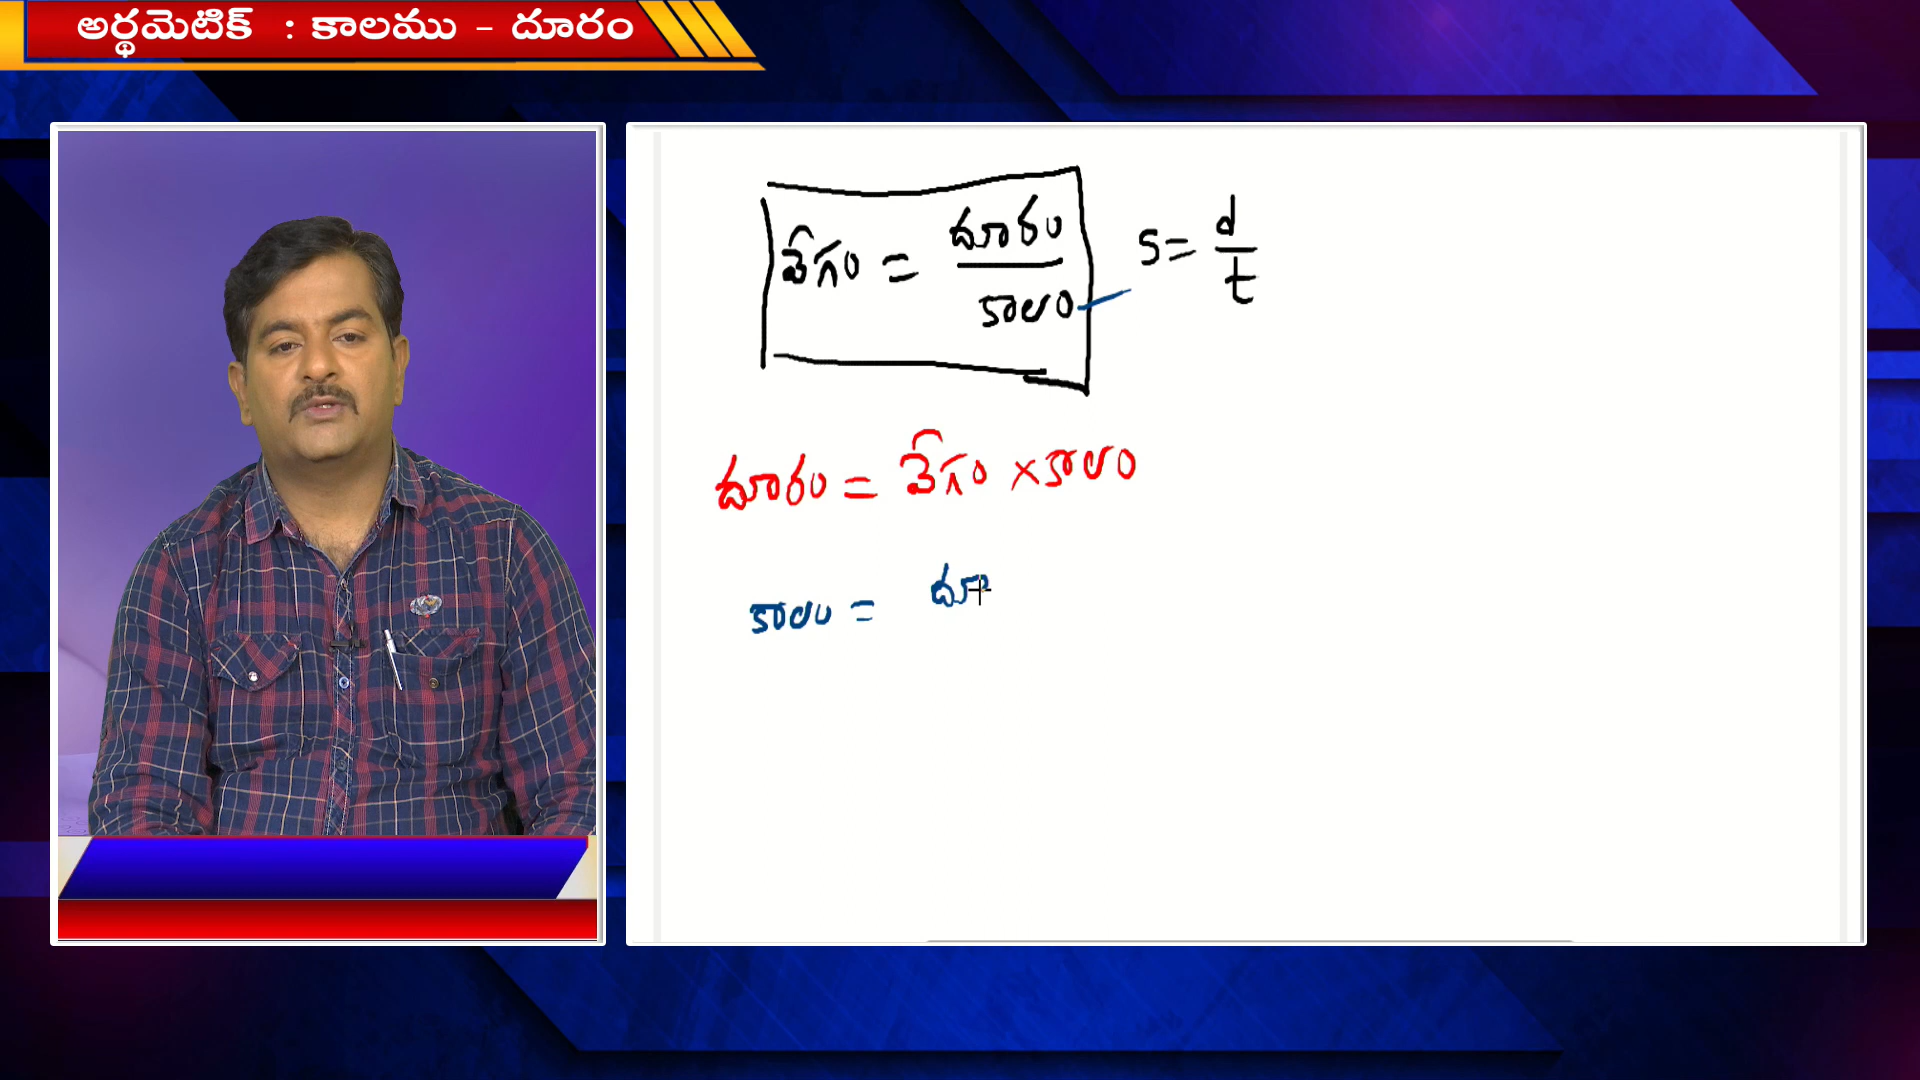 అర్థమెటిక్ : కాలము - దూరం
వేగం = దూరం / కాలం
s = d / t
దూరం = వేగం × కాలం
కాలం = దూ